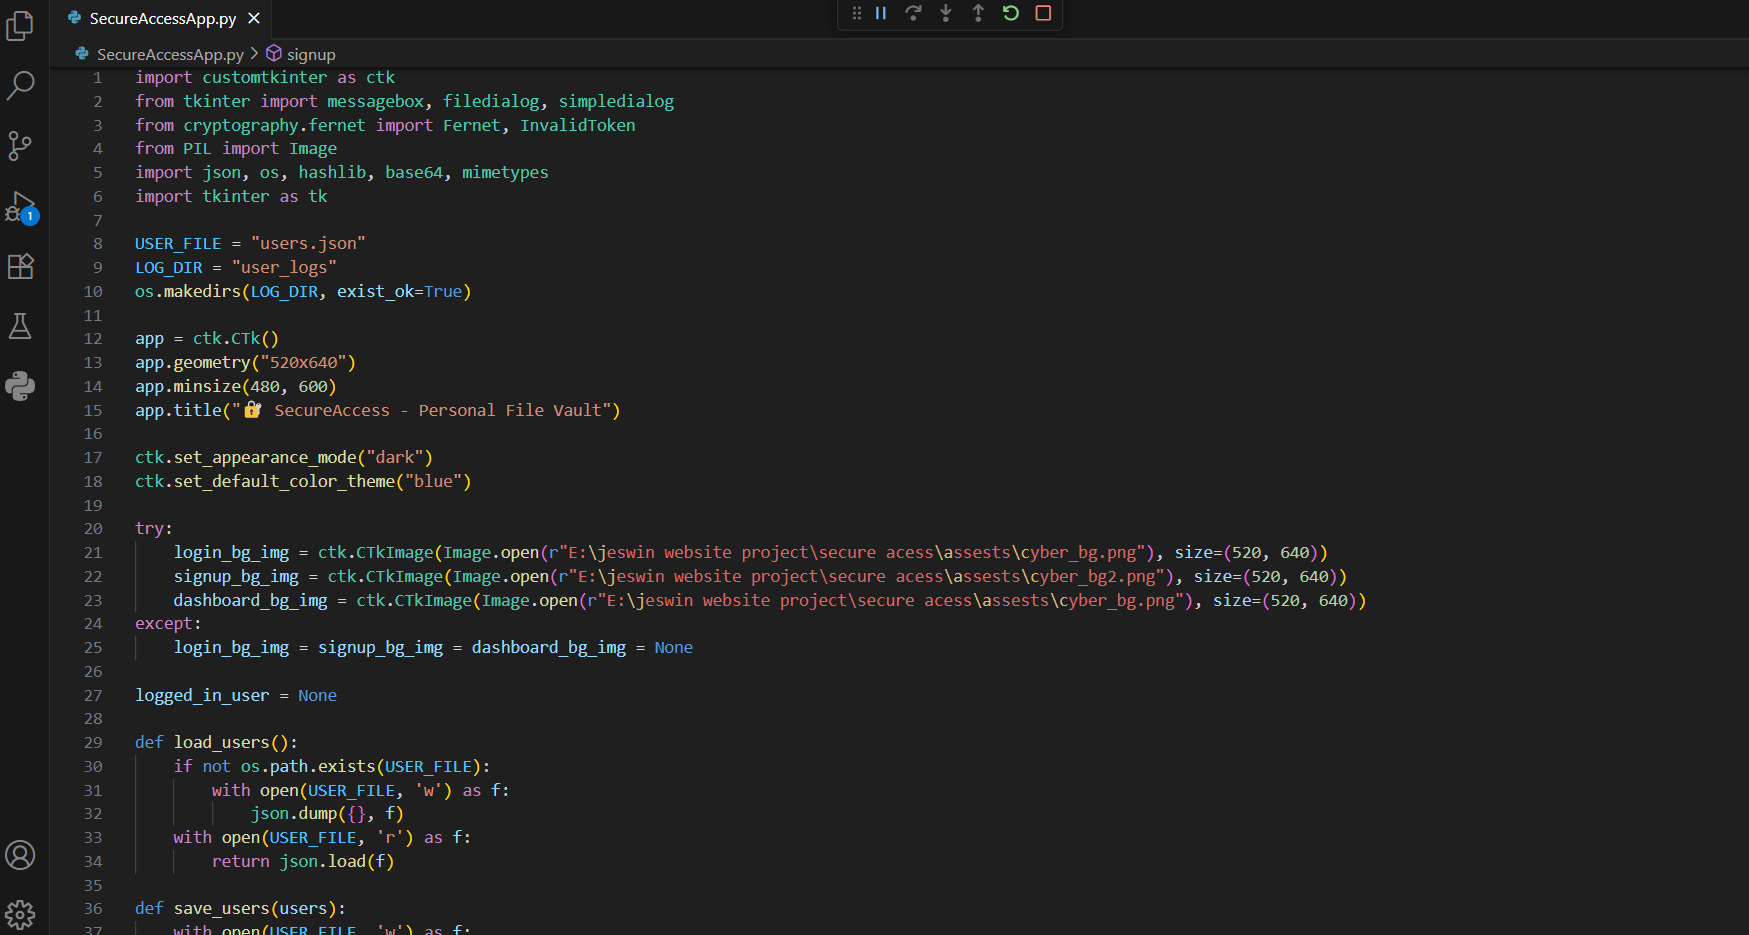 SecureAccessApp.py
SecureAccessApp.py > signup
1 import customtkinter as ctk
2 from tkinter import messagebox, filedialog, simpledialog
3 from cryptography.fernet import Fernet, InvalidToken
4 from PIL import Image
5 import json, os, hashlib, base64, mimetypes
6 import tkinter as tk
7
8 USER_FILE = "users.json"
9 LOG_DIR = "user_logs"
10 os.makedirs(LOG_DIR, exist_ok=True)
11
12 app = ctk.CTk()
13 app.geometry("520x640")
14 app.minsize(480, 600)
15 app.title("🔐 SecureAccess - Personal File Vault")
16
17 ctk.set_appearance_mode("dark")
18 ctk.set_default_color_theme("blue")
19
20 try:
21     login_bg_img = ctk.CTkImage(Image.open(r"E:\jeswin website project\secure acess\assests\cyber_bg.png"), size=(520, 640))
22     signup_bg_img = ctk.CTkImage(Image.open(r"E:\jeswin website project\secure acess\assests\cyber_bg2.png"), size=(520, 640))
23     dashboard_bg_img = ctk.CTkImage(Image.open(r"E:\jeswin website project\secure acess\assests\cyber_bg.png"), size=(520, 640))
24 except:
25     login_bg_img = signup_bg_img = dashboard_bg_img = None
26
27 logged_in_user = None
28
29 def load_users():
30     if not os.path.exists(USER_FILE):
31         with open(USER_FILE, 'w') as f:
32             json.dump({}, f)
33     with open(USER_FILE, 'r') as f:
34         return json.load(f)
35
36 def save_users(users):
37     with open(USER_FILE, 'w') as f:
1